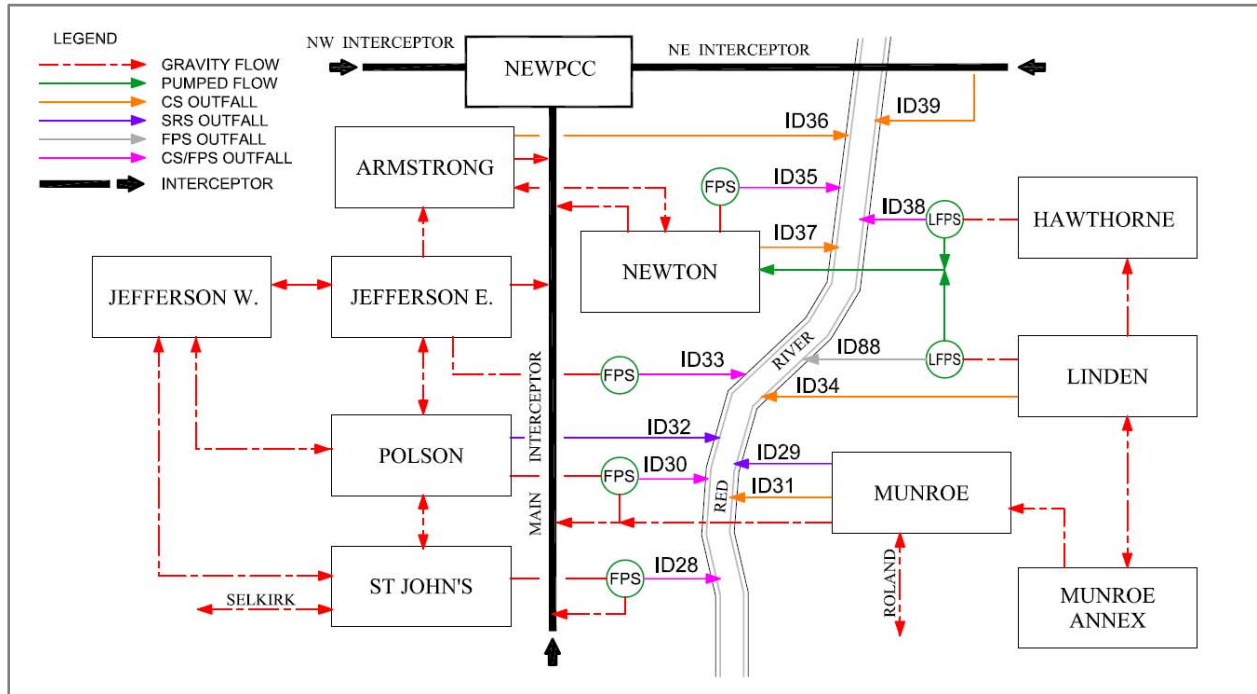 LEGEND
GRAVITY FLOW
PUMPED FLOW
CS OUTFALL
SRS OUTFALL
FPS OUTFALL
CS/FPS OUTFALL
INTERCEPTOR
NW INTERCEPTOR
NEWPCC
NE INTERCEPTOR
ID39
ID36
ARMSTRONG
FPS
ID35
ID38
LFPS
HAWTHORNE
ID37
NEWTON
JEFFERSON W.
JEFFERSON E.
RIVER
ID33
FPS
ID88
LFPS
LINDEN
ID34
MAIN INTERCEPTOR
ID32
POLSON
FPS
ID30
RED
ID29
ID31
MUNROE
ST JOHN'S
FPS
ID28
SELKIRK
ROLAND
MUNROE
ANNEX